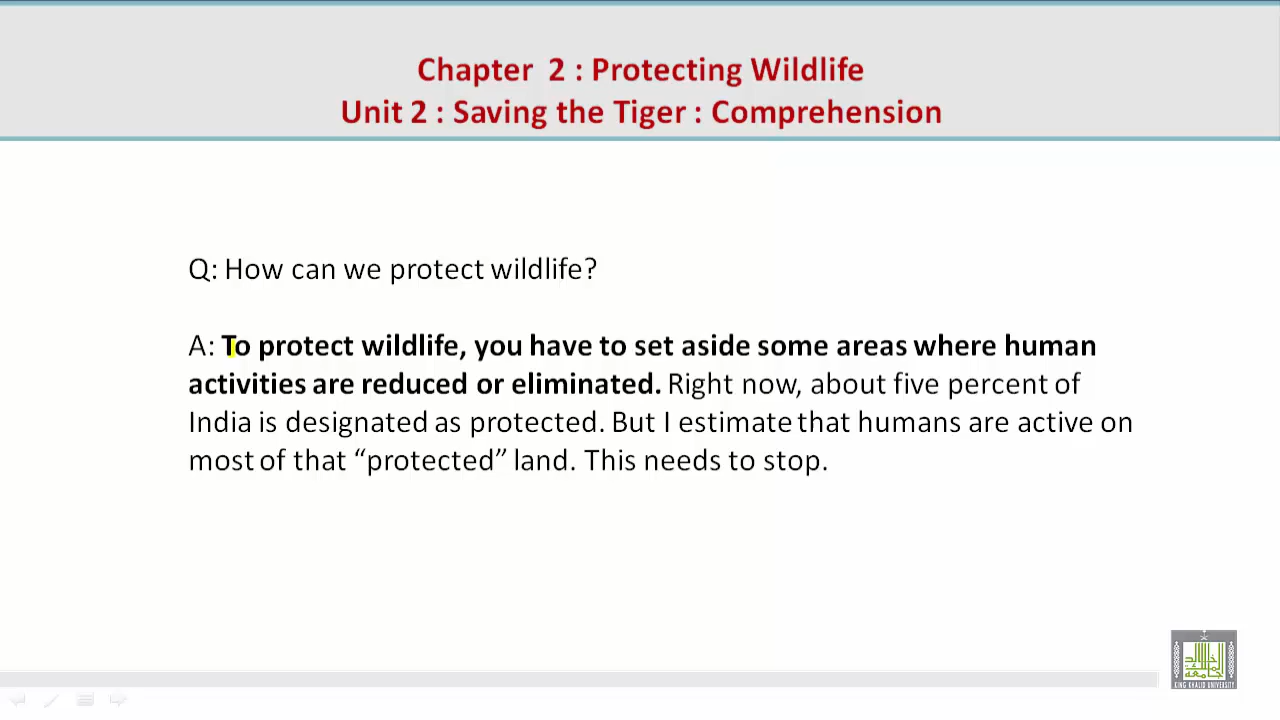 Chapter 2 : Protecting Wildlife
Unit 2 : Saving the Tiger : Comprehension
Q: How can we protect wildlife?
A: To protect wildlife, you have to set aside some areas where human
activities are reduced or eliminated. Right now, about five percent of
India is designated as protected. But I estimate that humans are active on
most of that “protected” land. This needs to stop.
KING KHALID UNIVERSITY